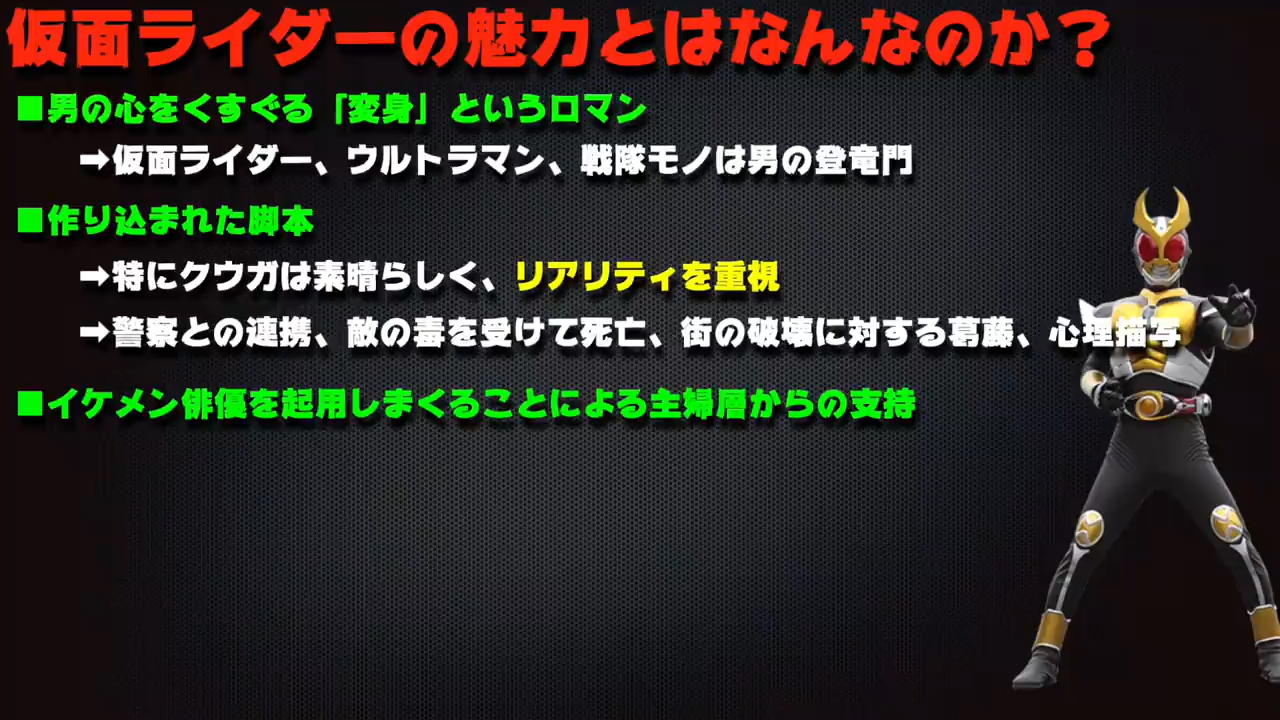 仮面ライダーの魅力とはなんなのか？
■男の心をくすぐる「変身」というロマン
➡仮面ライダー、ウルトラマン、戦隊モノは男の登竜門
■作り込まれた脚本
➡特にクウガは素晴らしく、リアリティを重視
➡警察との連携、敵の毒を受けて死亡、街の破壊に対する葛藤、心理描写
■イケメン俳優を起用しまくることによる主婦層からの支持